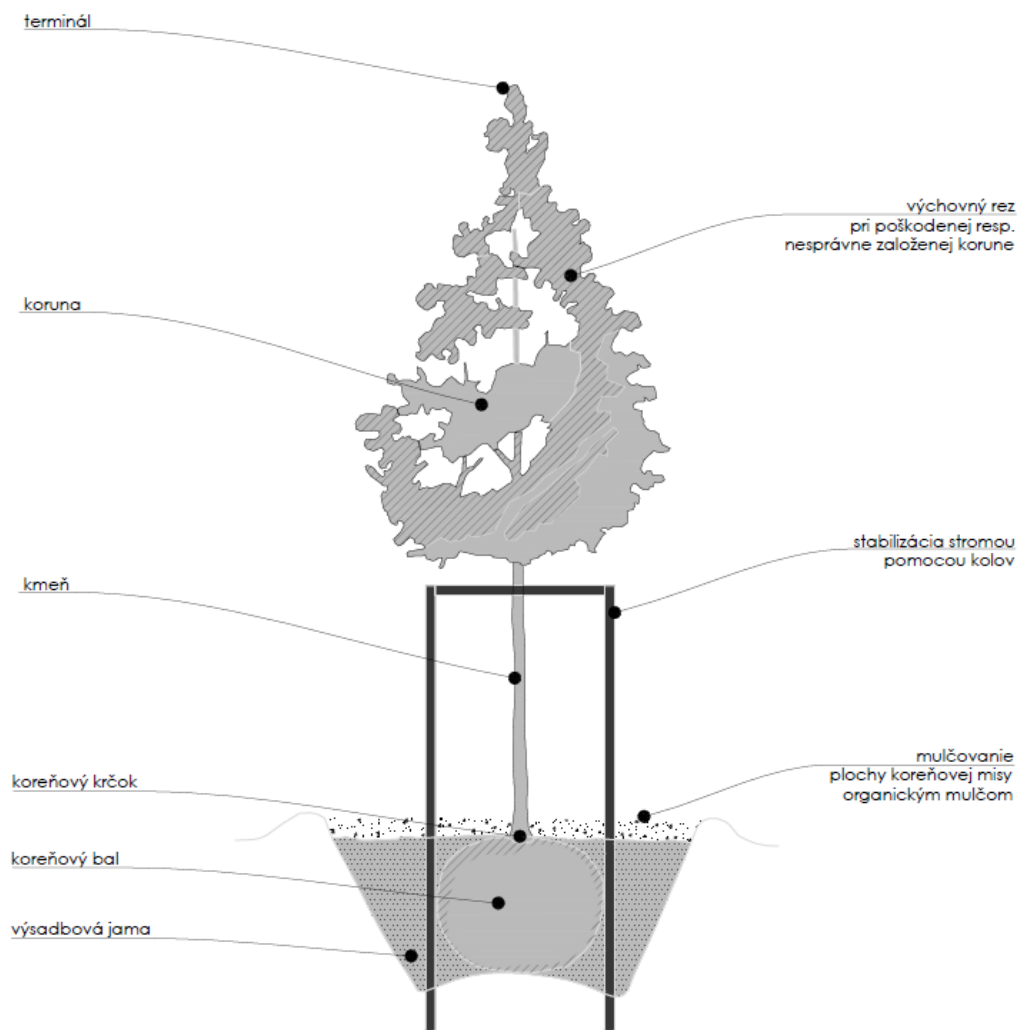 terminál
výchovný rez
pri poškodenej resp.
nesprávne založenej korune
koruna
stabilizácia stromou
pomocou kolov
kmeň
mulčovanie
plochy koreňovej misy
organickým mulčom
koreňový krčok
koreňový bal
výsadbová jama